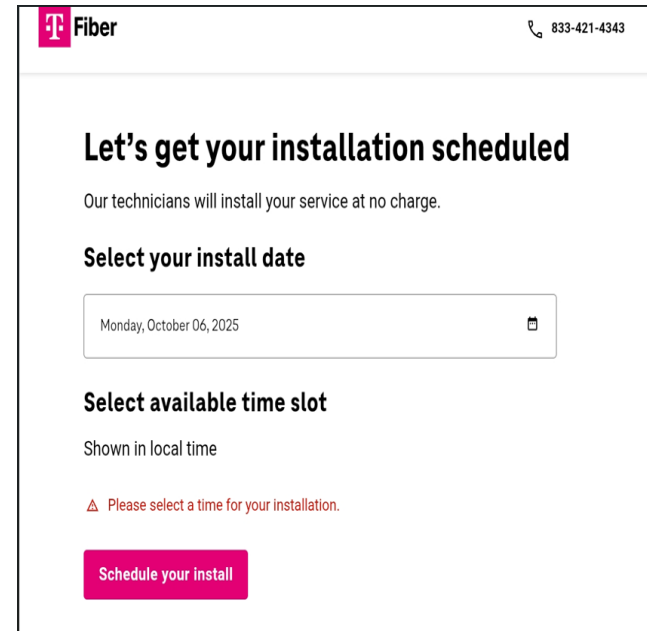 T Fiber
833-421-4343
Let's get your installation scheduled
Our technicians will install your service at no charge.
Select your install date
Monday, October 06, 2025
Select available time slot
Shown in local time
Please select a time for your installation.
Schedule your install